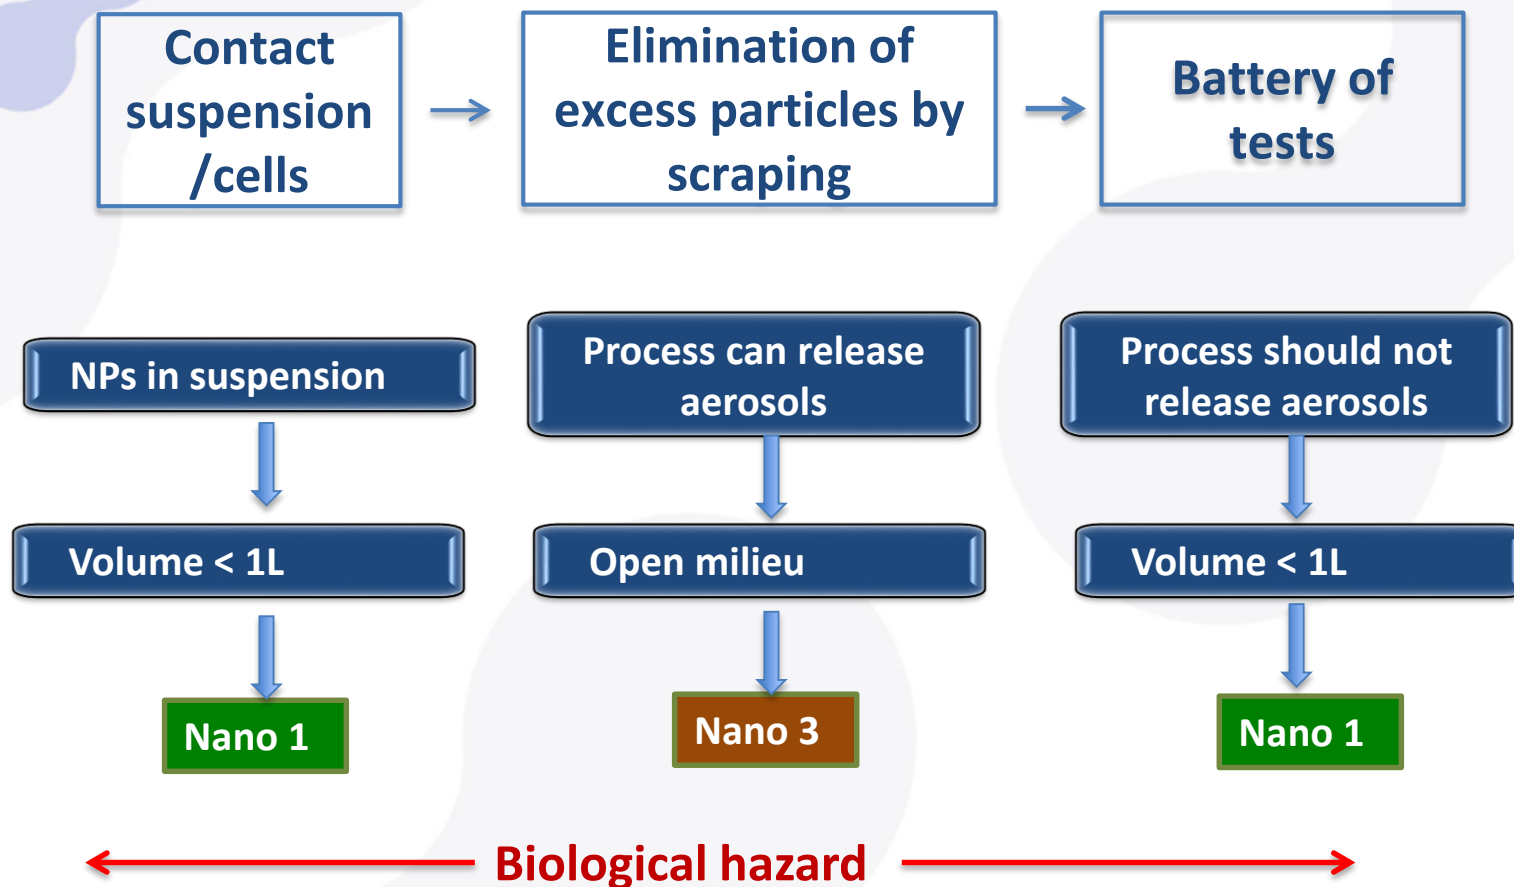 Contact
suspension
/cells
Elimination of
excess particles by
scraping
Battery of
tests
NPs in suspension
Process can release
aerosols
Process should not
release aerosols
Volume < 1L
Open milieu
Volume < 1L
Nano 1
Nano 3
Nano 1
Biological hazard